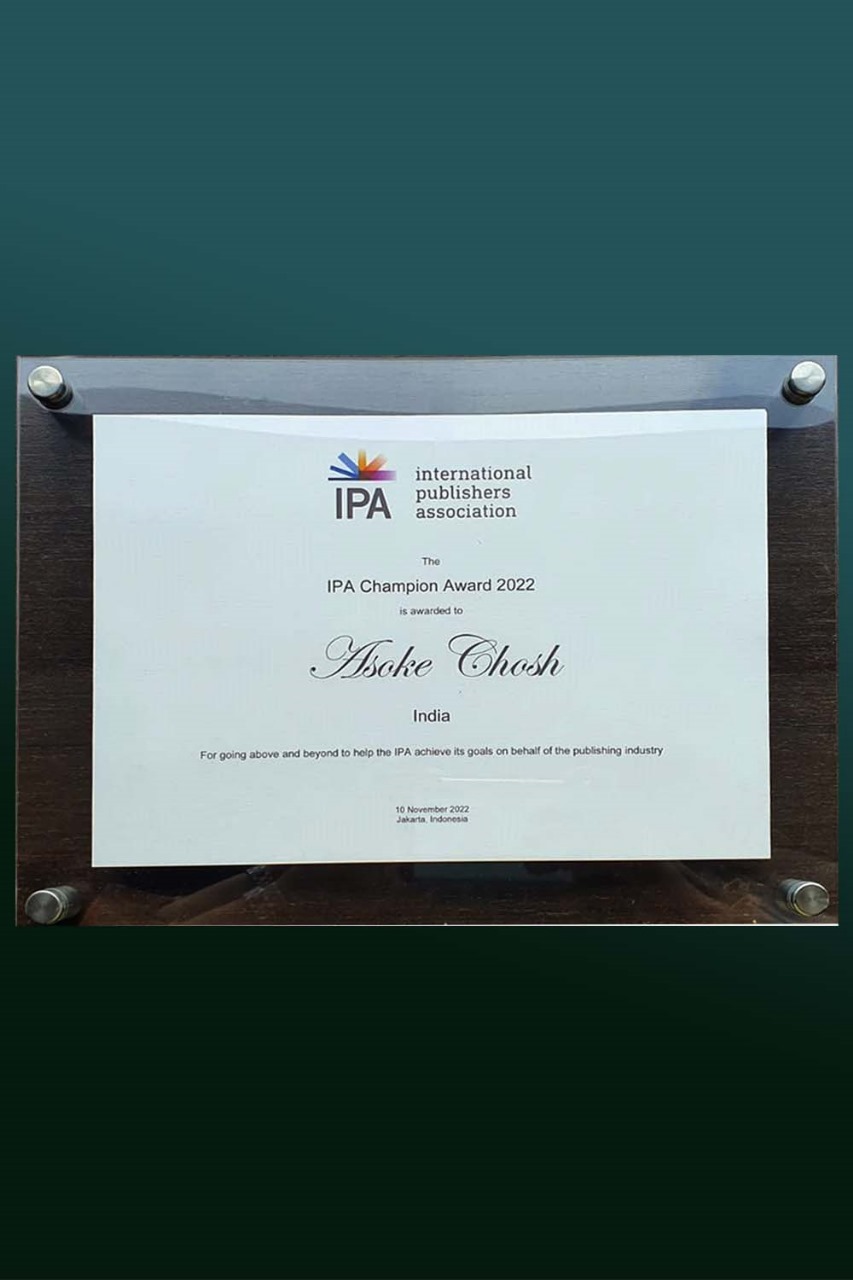 IPA
international
publishers
association
The
IPA Champion Award 2022
is awarded to
Asoke Chosh
India
For going above and beyond to help the IPA achieve its goals on behalf of the publishing industry
10 November 2022
Jakarta, Indonesia